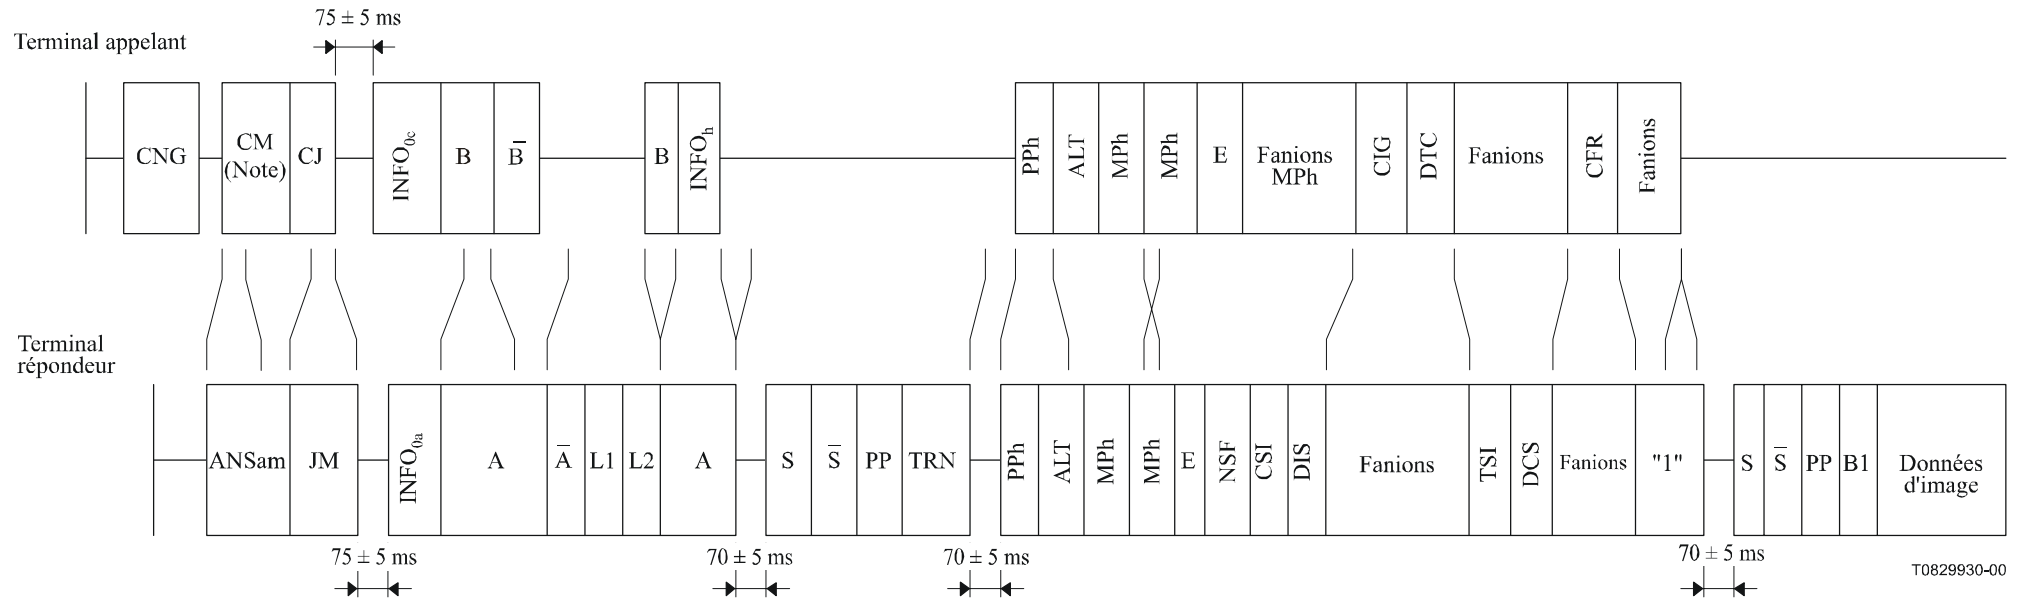 75 ± 5 ms
Terminal appelant
CNG
CM
(Note)
CJ
INFO0c
B
B̅
B
INFOh
PPh
ALT
MPh
MPh
E
Fanions
MPh
CIG
DTC
Fanions
CFR
Fanions
Terminal
répondeur
ANSam
JM
INFO0a
A
A̅
L1
L2
A
S
S̅
PP
TRN
PPh
ALT
MPh
MPh
E
NSF
CSI
DIS
Fanions
TSI
DCS
Fanions
"1"
S
S̅
PP
B1
Données
d'image
75 ± 5 ms
70 ± 5 ms
70 ± 5 ms
70 ± 5 ms
T0829930-00